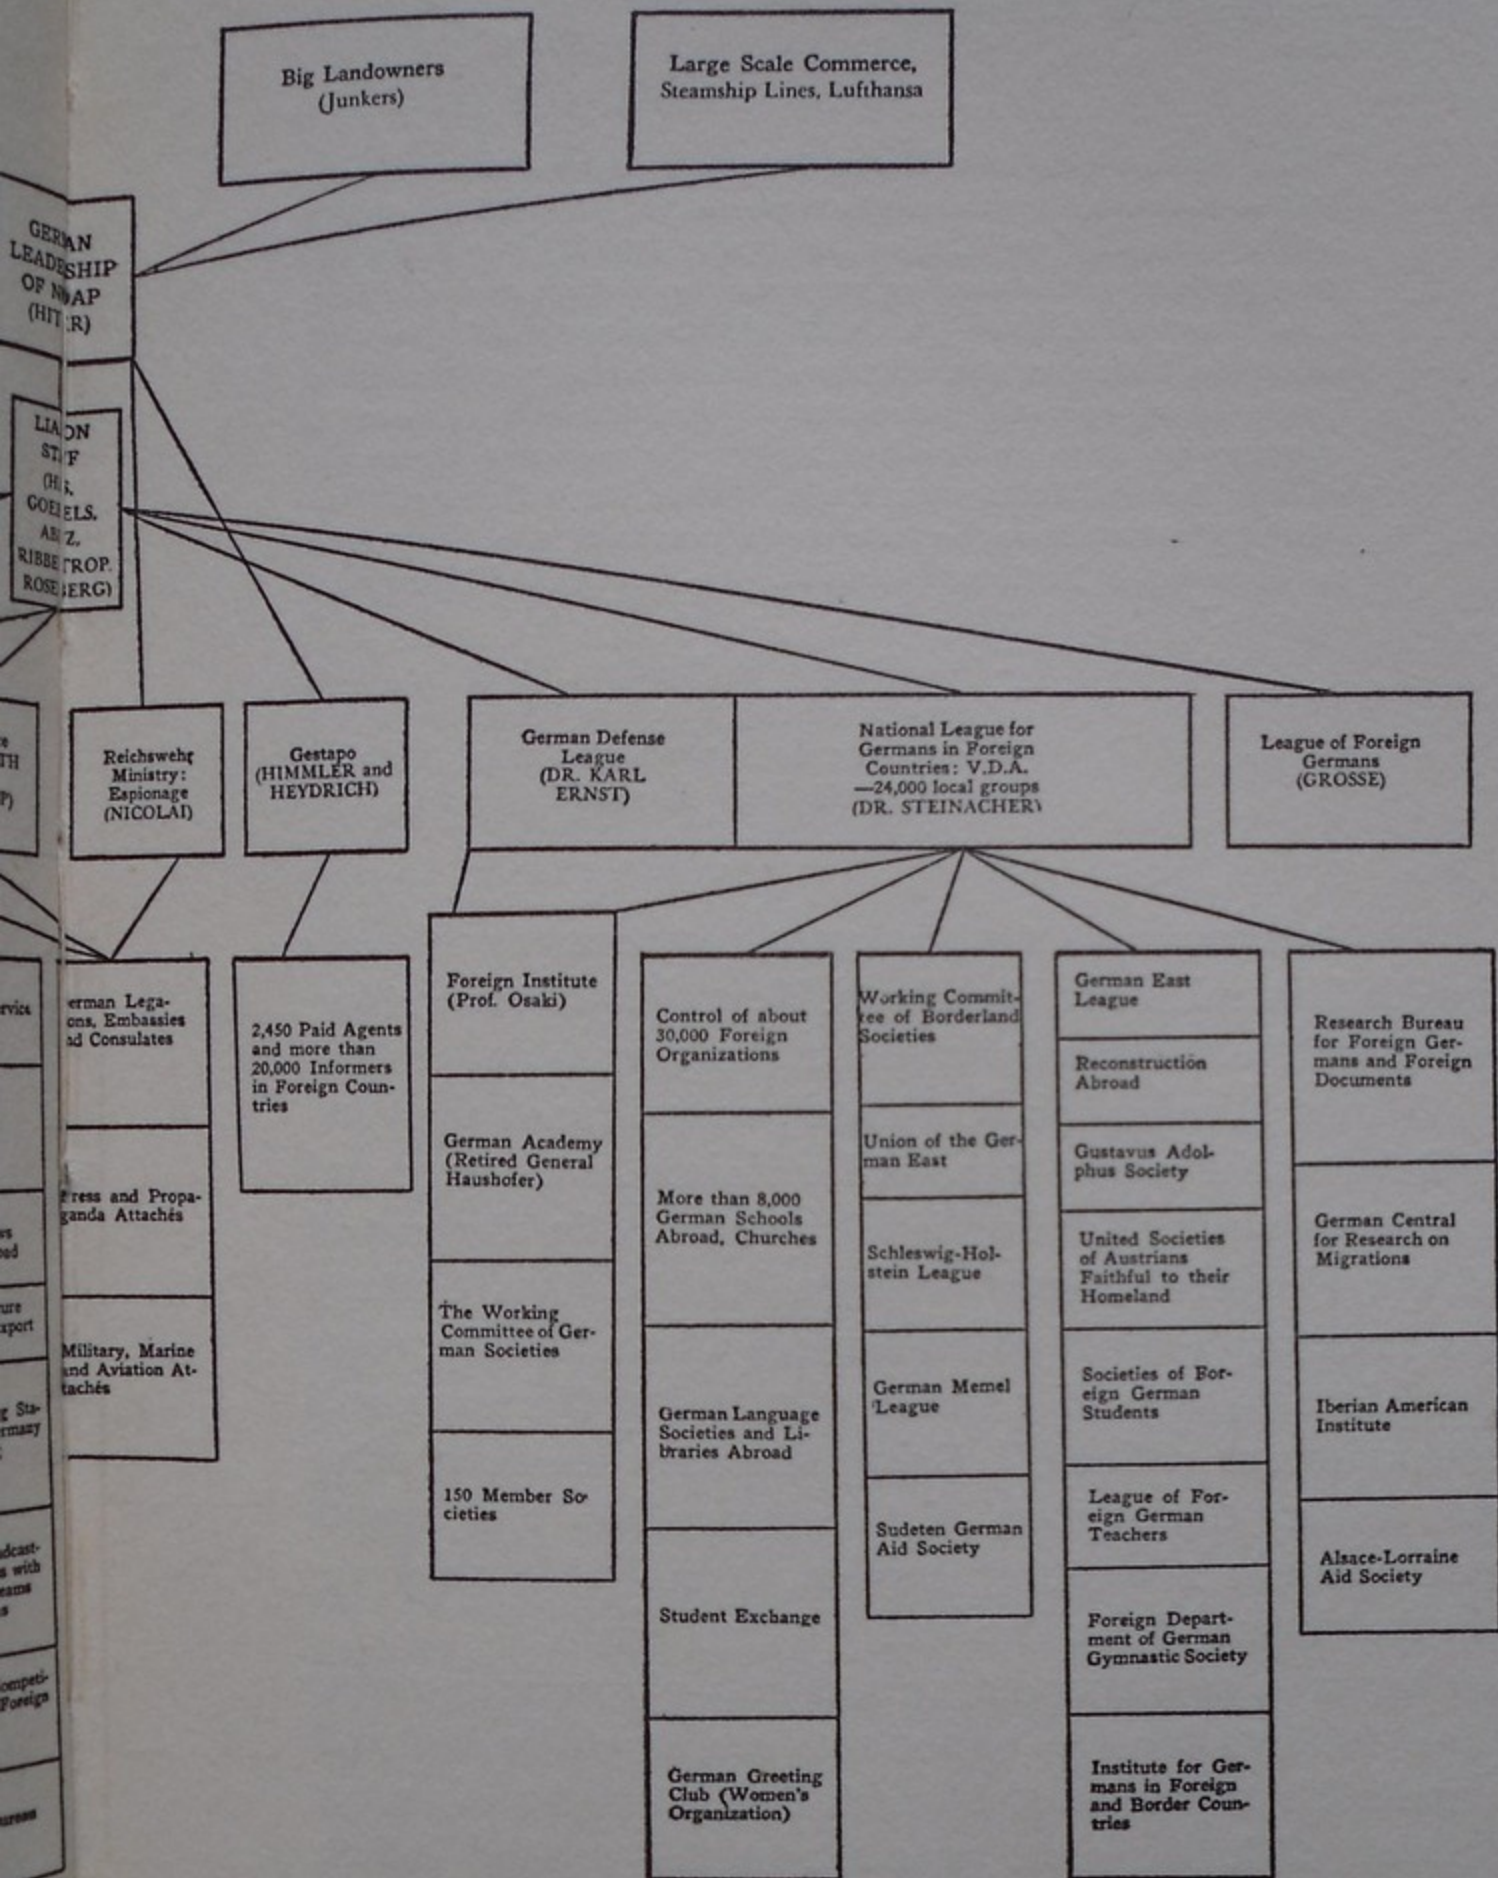 Big Landowners
(Junkers)
Large Scale Commerce,
Steamship Lines, Lufthansa
LEADERSHIP
LIAISON
Reichswehr
Ministry:
Espionage
(NICOLAI)
Gestapo
(HIMMLER and
HEYDRICH)
German Defense
League
(DR. KARL
ERNST)
National League for
Germans in Foreign
Countries: V.D.A.
—24,000 local groups
(DR. STEINACHER)
League of Foreign
Germans
(GROSSE)
erman Lega-
ons, Embassies
ad Consulates
Press and Propa-
ganda Attachés
Military, Marine
and Aviation At-
tachés
2,450 Paid Agents
and more than
20,000 Informers
in Foreign Coun-
tries
Foreign Institute
(Prof. Osaki)
German Academy
(Retired General
Haushofer)
The Working
Committee of Ger-
man Societies
150 Member So-
cieties
Control of about
30,000 Foreign
Organizations
More than 8,000
German Schools
Abroad, Churches
German Language
Societies and Li-
braries Abroad
Student Exchange
German Greeting
Club (Women's
Organization)
Working Commit-
tee of Borderland
Societies
Union of the Ger-
man East
Schleswig-Hol-
stein League
German Memel
League
Sudeten German
Aid Society
German East
League
Reconstruction
Abroad
Gustavus Adol-
phus Society
United Societies
of Austrians
Faithful to their
Homeland
Societies of For-
eign German
Students
League of For-
eign German
Teachers
Foreign Depart-
ment of German
Gymnastic Society
Institute for Ger-
mans in Foreign
and Border Coun-
tries
Research Bureau
for Foreign Ger-
mans and Foreign
Documents
German Central
for Research on
Migrations
Iberian American
Institute
Alsace-Lorraine
Aid Society